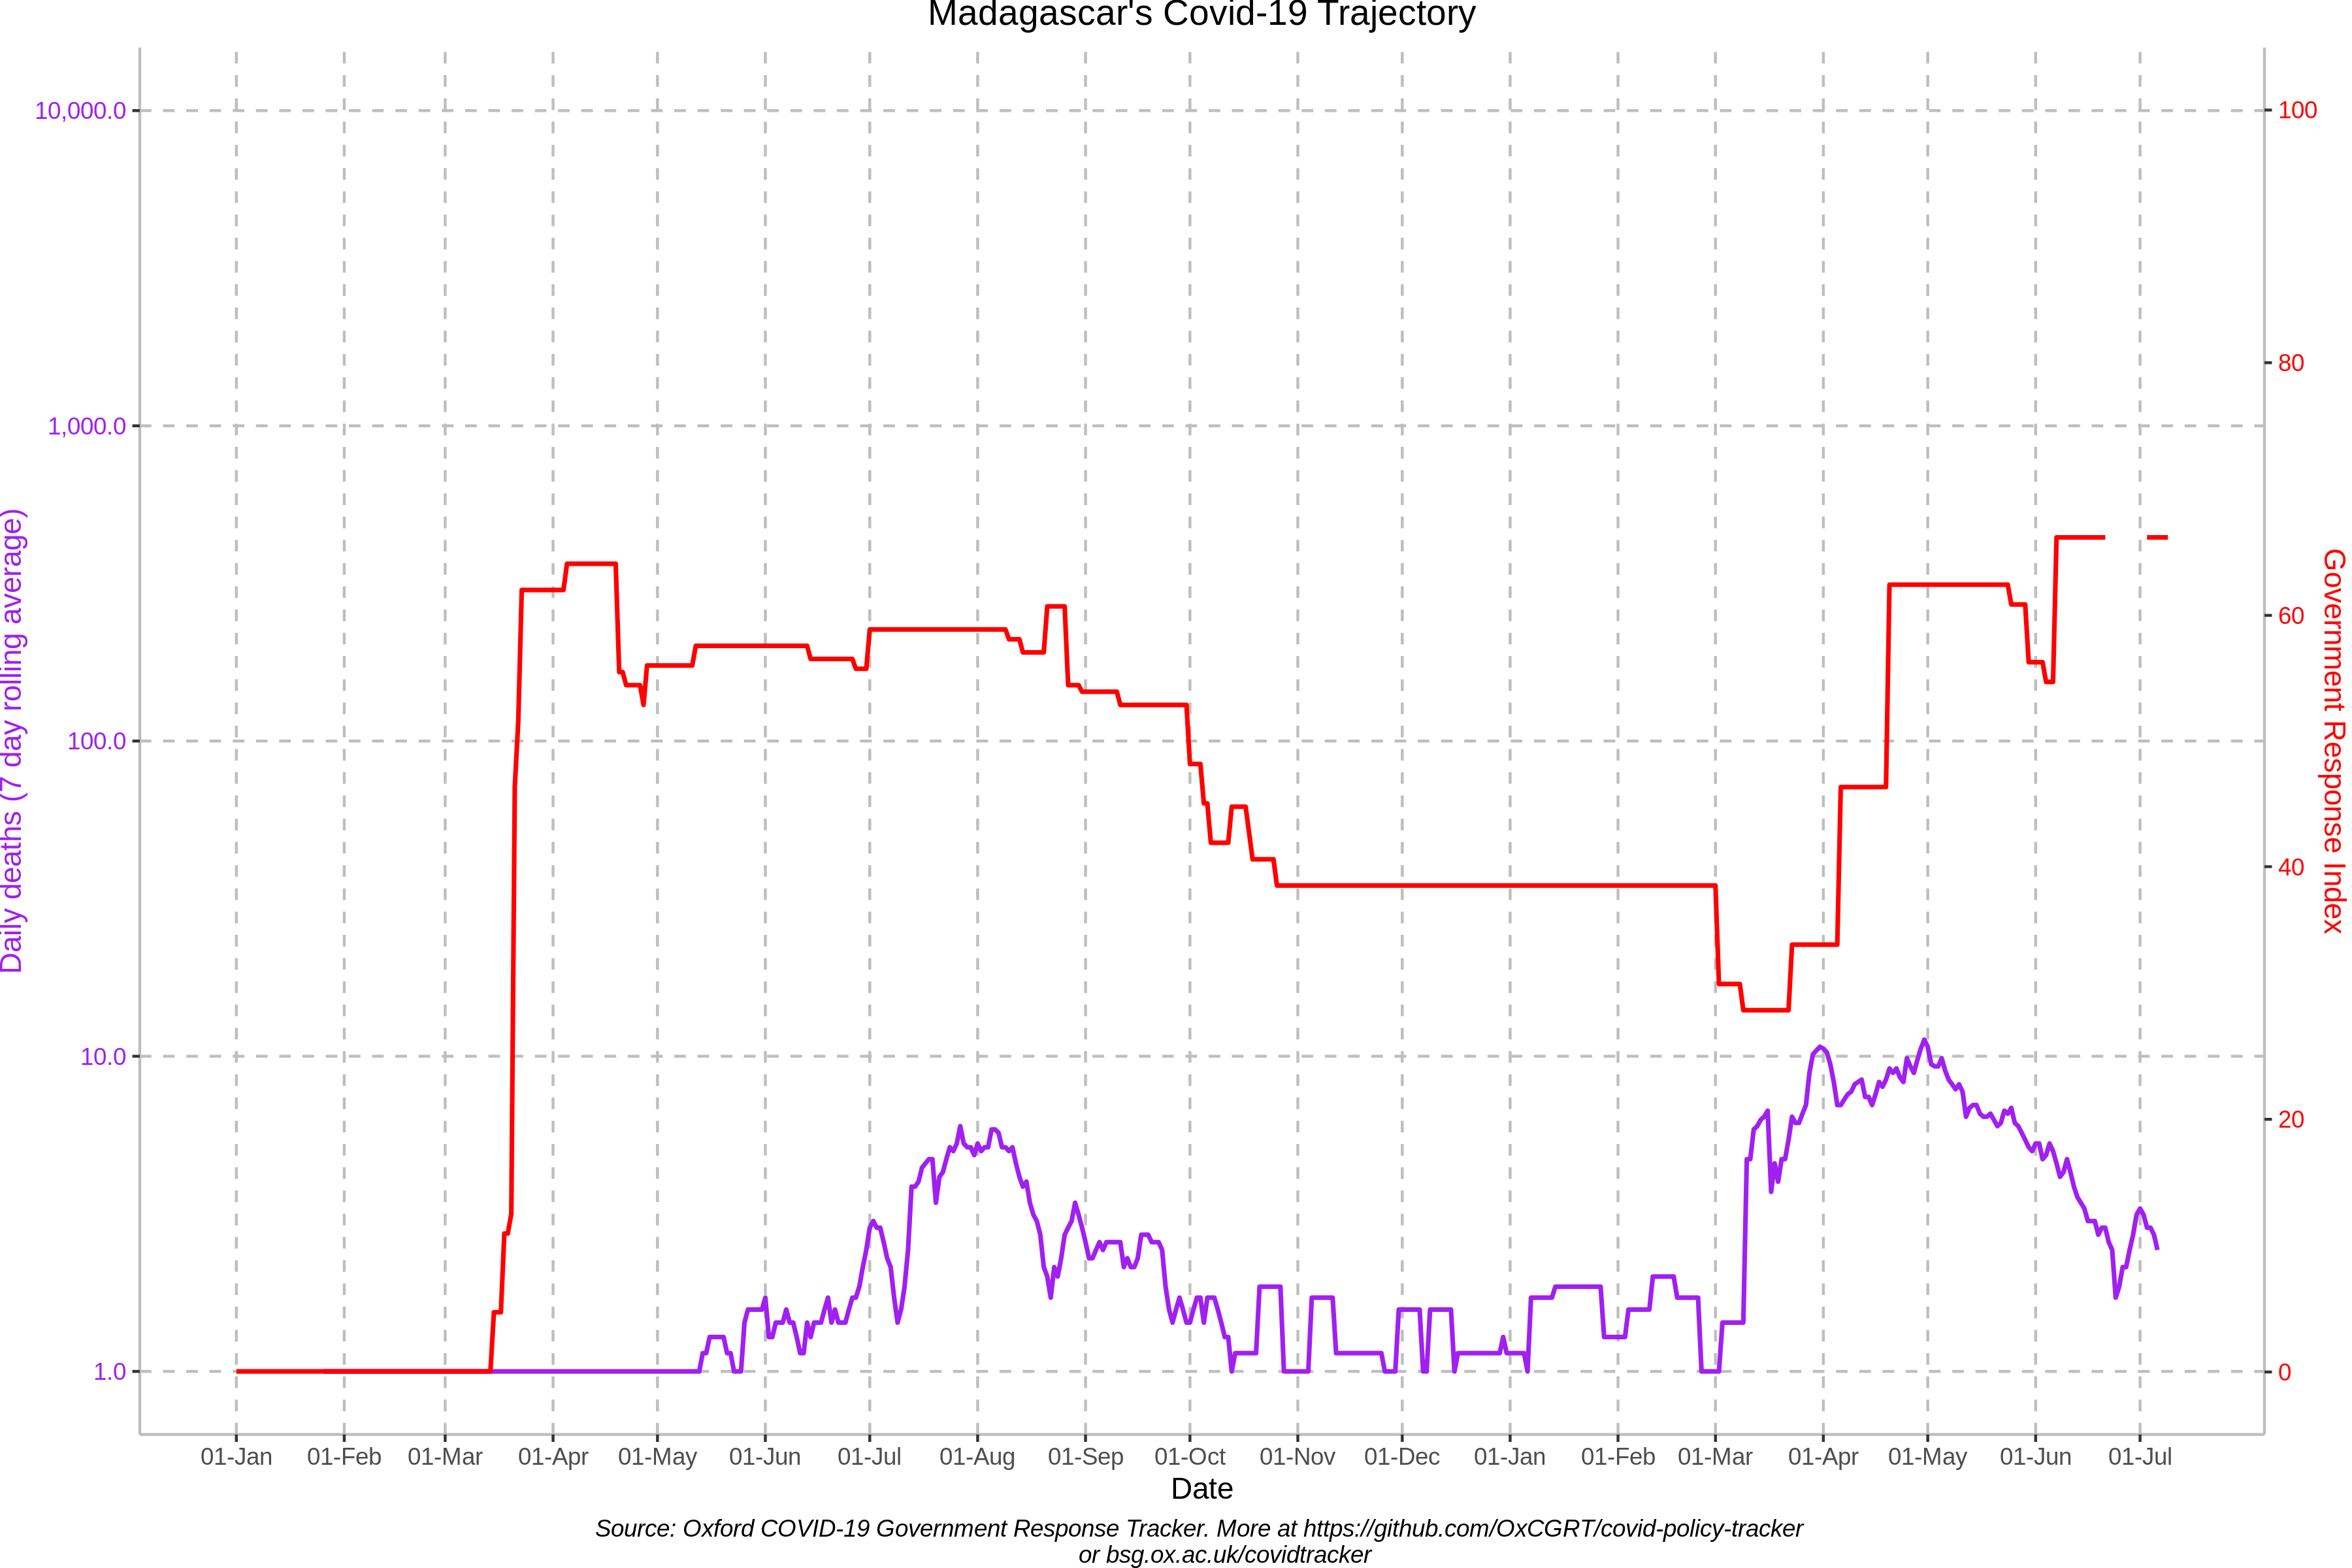 Madagascar's Covid-19 Trajectory
10,000.0
1,000.0
100.0
10.0
1.0
Daily deaths (7 day rolling average)
100
80
60
40
20
0
Government Response Index
01-Jan 01-Feb 01-Mar 01-Apr 01-May 01-Jun 01-Jul 01-Aug 01-Sep 01-Oct 01-Nov 01-Dec 01-Jan 01-Feb 01-Mar 01-Apr 01-May 01-Jun 01-Jul
Date
Source: Oxford COVID-19 Government Response Tracker. More at https://github.com/OxCGRT/covid-policy-tracker
or bsg.ox.ac.uk/covidtracker